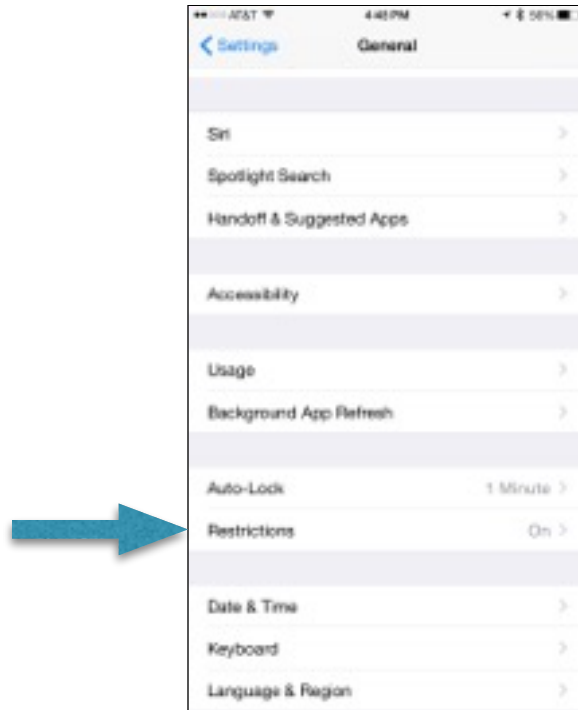 AT&T 4:48 PM 58%
Settings General
Siri
Spotlight Search
Handoff & Suggested Apps
Accessibility
Usage
Background App Refresh
Auto-Lock 1 Minute
Restrictions On
Date & Time
Keyboard
Language & Region